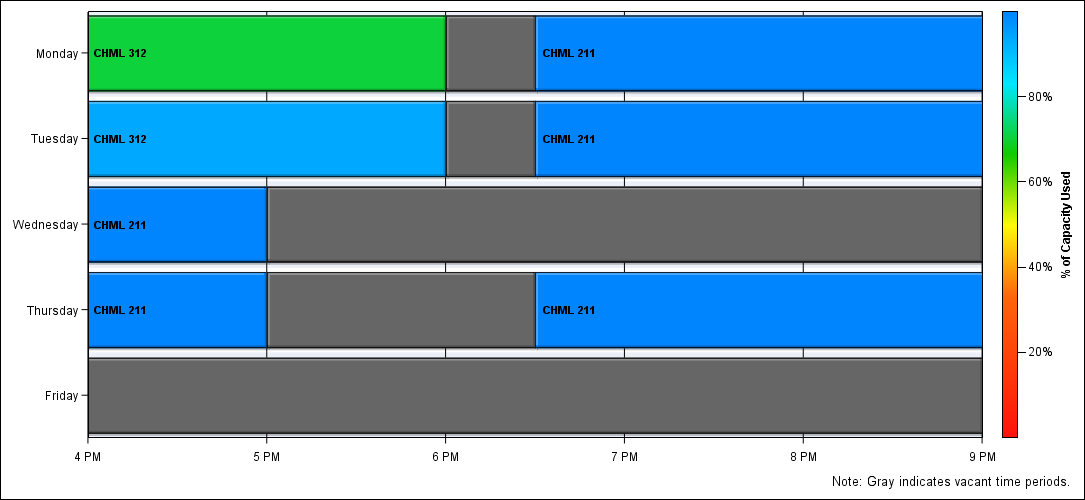 Monday
CHML 312
CHML 211
Tuesday
CHML 312
CHML 211
Wednesday
CHML 211
Thursday
CHML 211
CHML 211
Friday
4 PM
5 PM
6 PM
7 PM
8 PM
9 PM
80%
60%
40%
20%
% of Capacity Used
Note: Gray indicates vacant time periods.